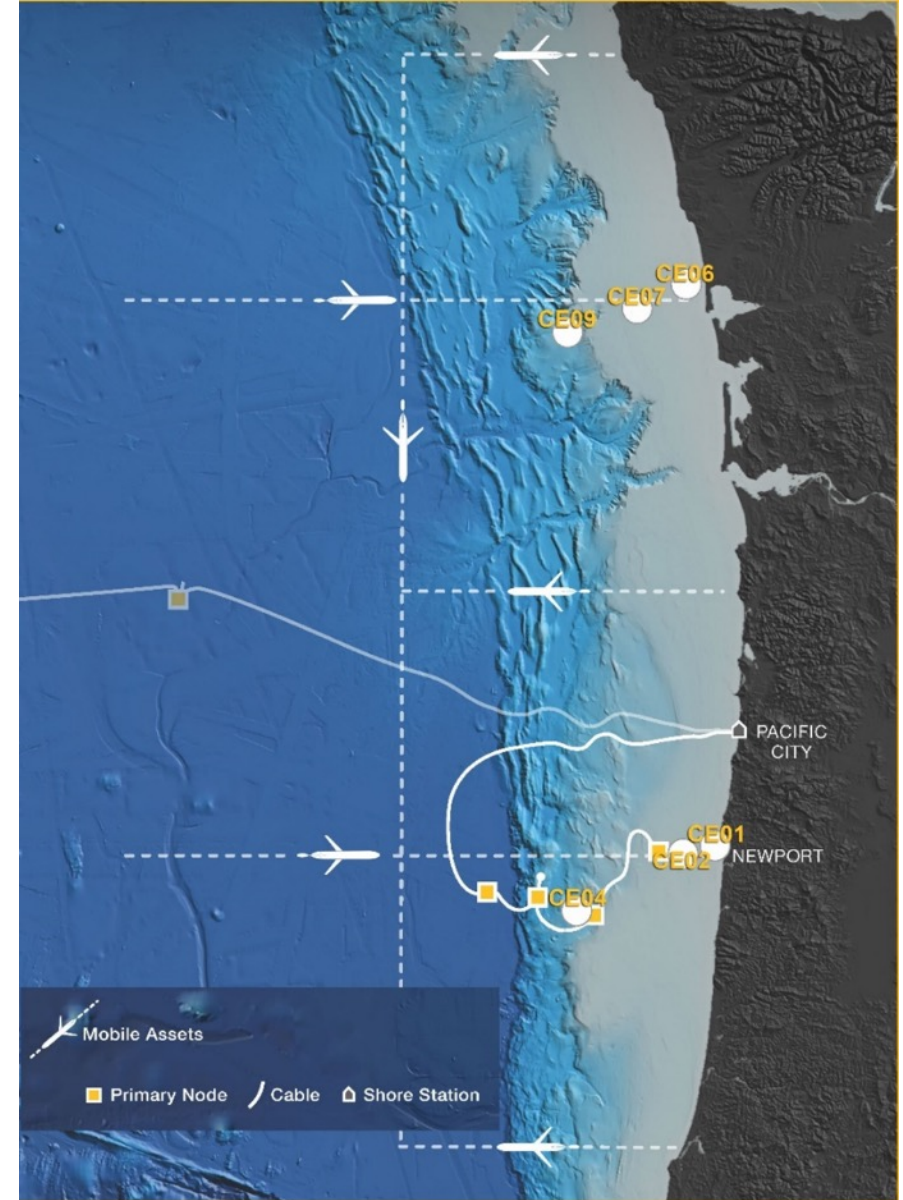 CE06
CE07
CE09
PACIFIC
CITY
CE01
CE02
NEWPORT
CE04
Mobile Assets
Primary Node
Cable
Shore Station